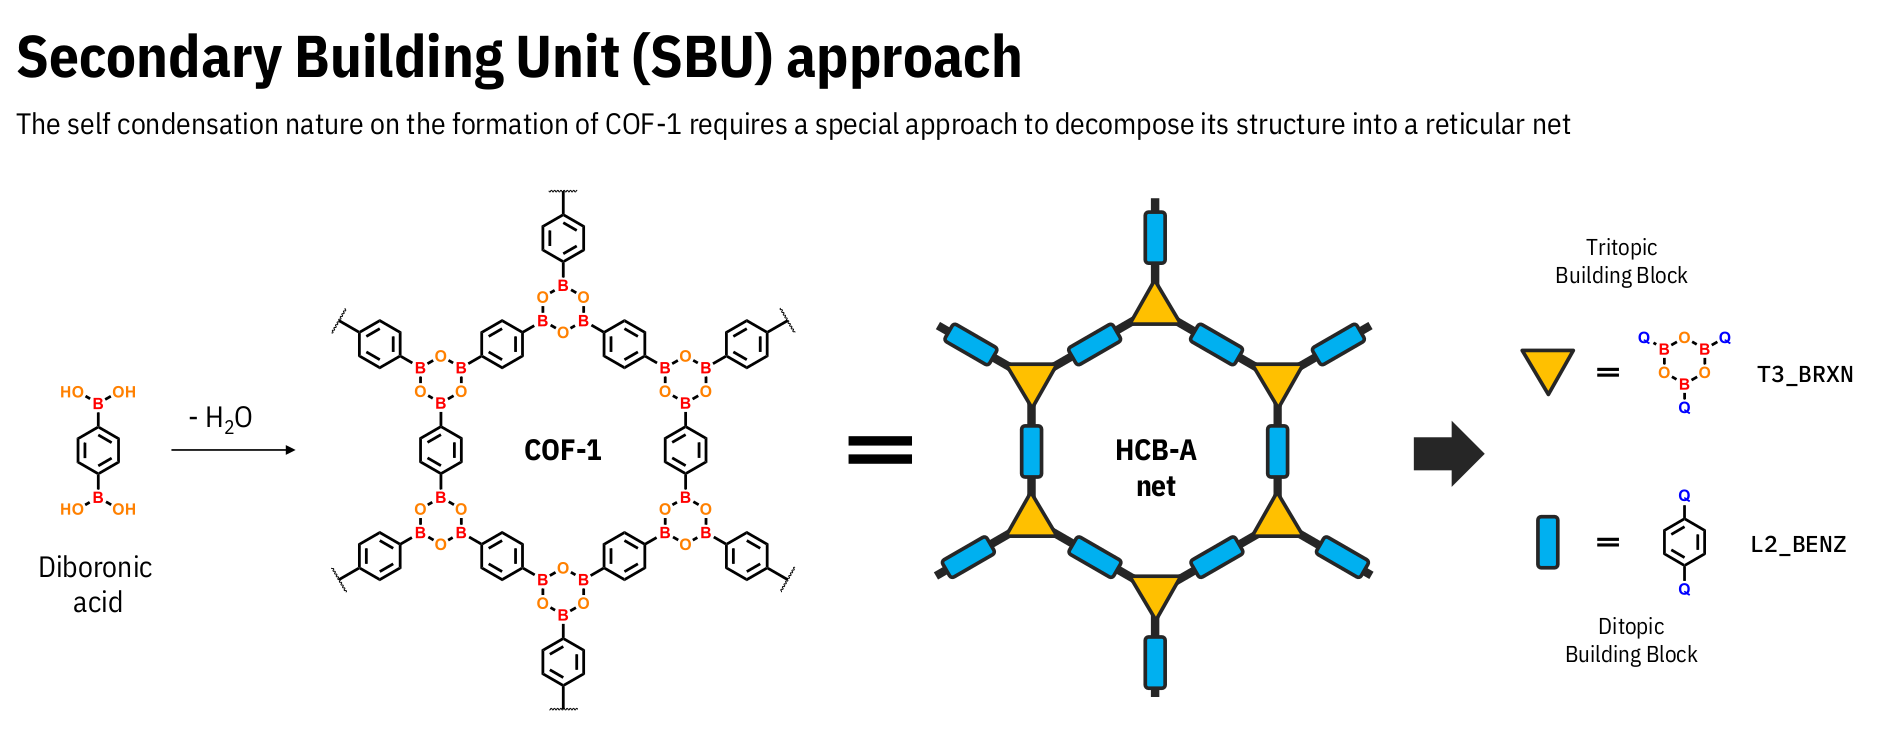 Secondary Building Unit (SBU) approach
The self condensation nature on the formation of COF-1 requires a special approach to decompose its structure into a reticular net
HO B OH
HO B OH
Diboronic
acid
- H₂O
B
O O
B O B
B O B
O O
B
B O B
O O
B
COF-1
B
O O
B O B
B
O O
B O B
B O B
O O
B
HCB-A
net
Tritopic
Building Block
Q B O B Q
O O
B
Q
T3_BRXN
Q
Q
L2_BENZ
Ditopic
Building Block